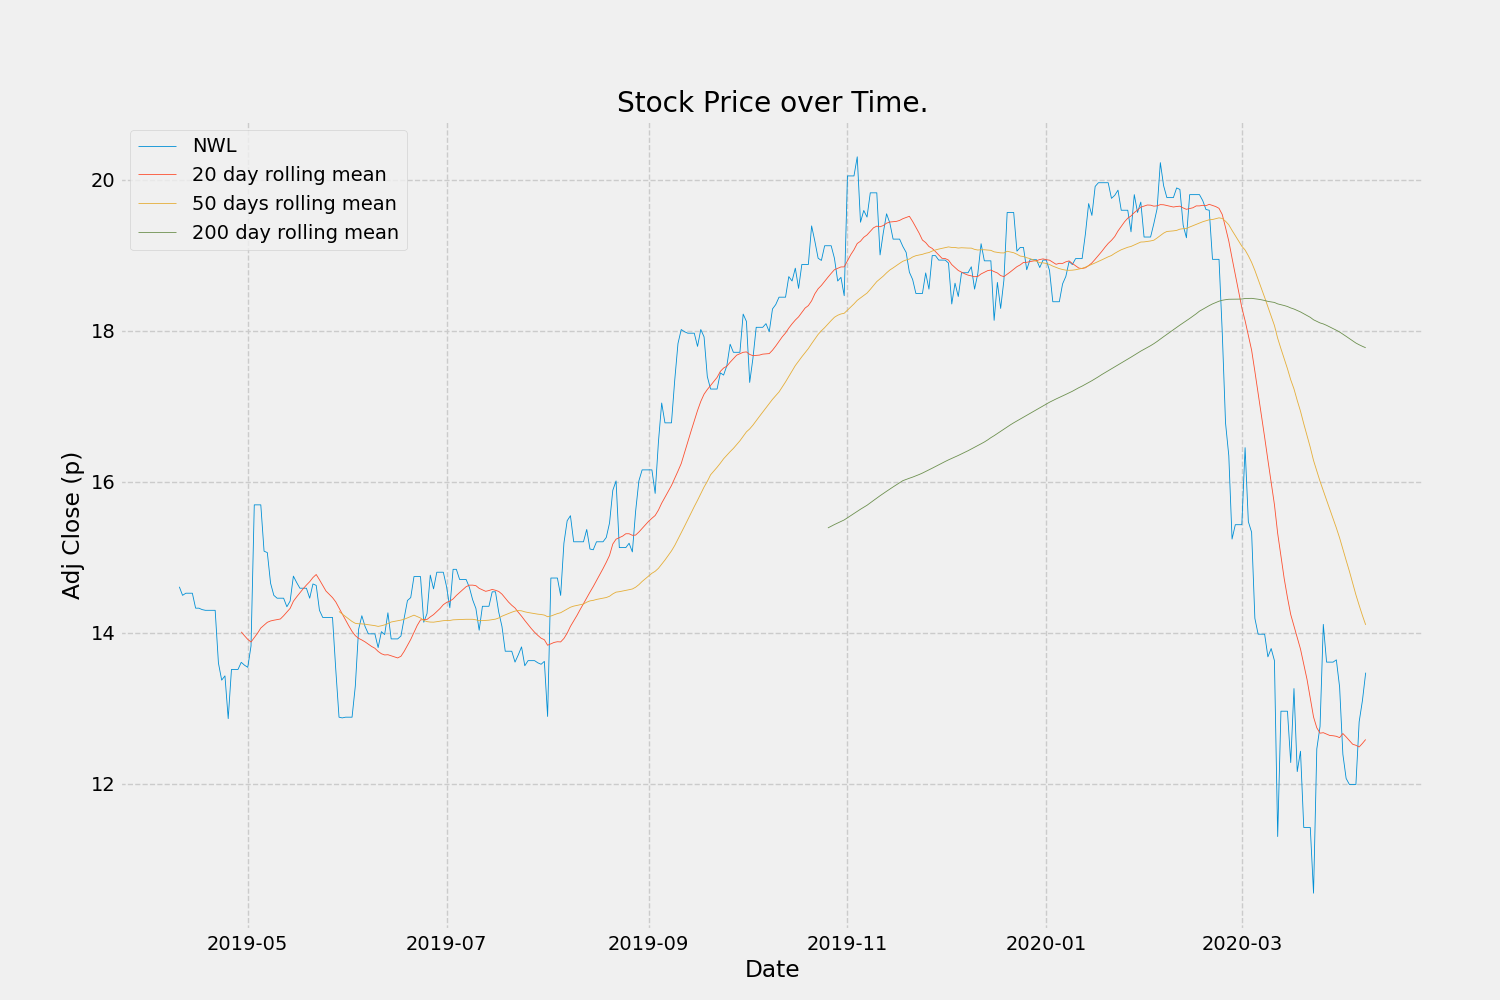 Stock Price over Time.
NWL
20 day rolling mean
50 days rolling mean
200 day rolling mean
Adj Close (p)
20
18
16
14
12
2019-05 2019-07 2019-09 2019-11 2020-01 2020-03
Date